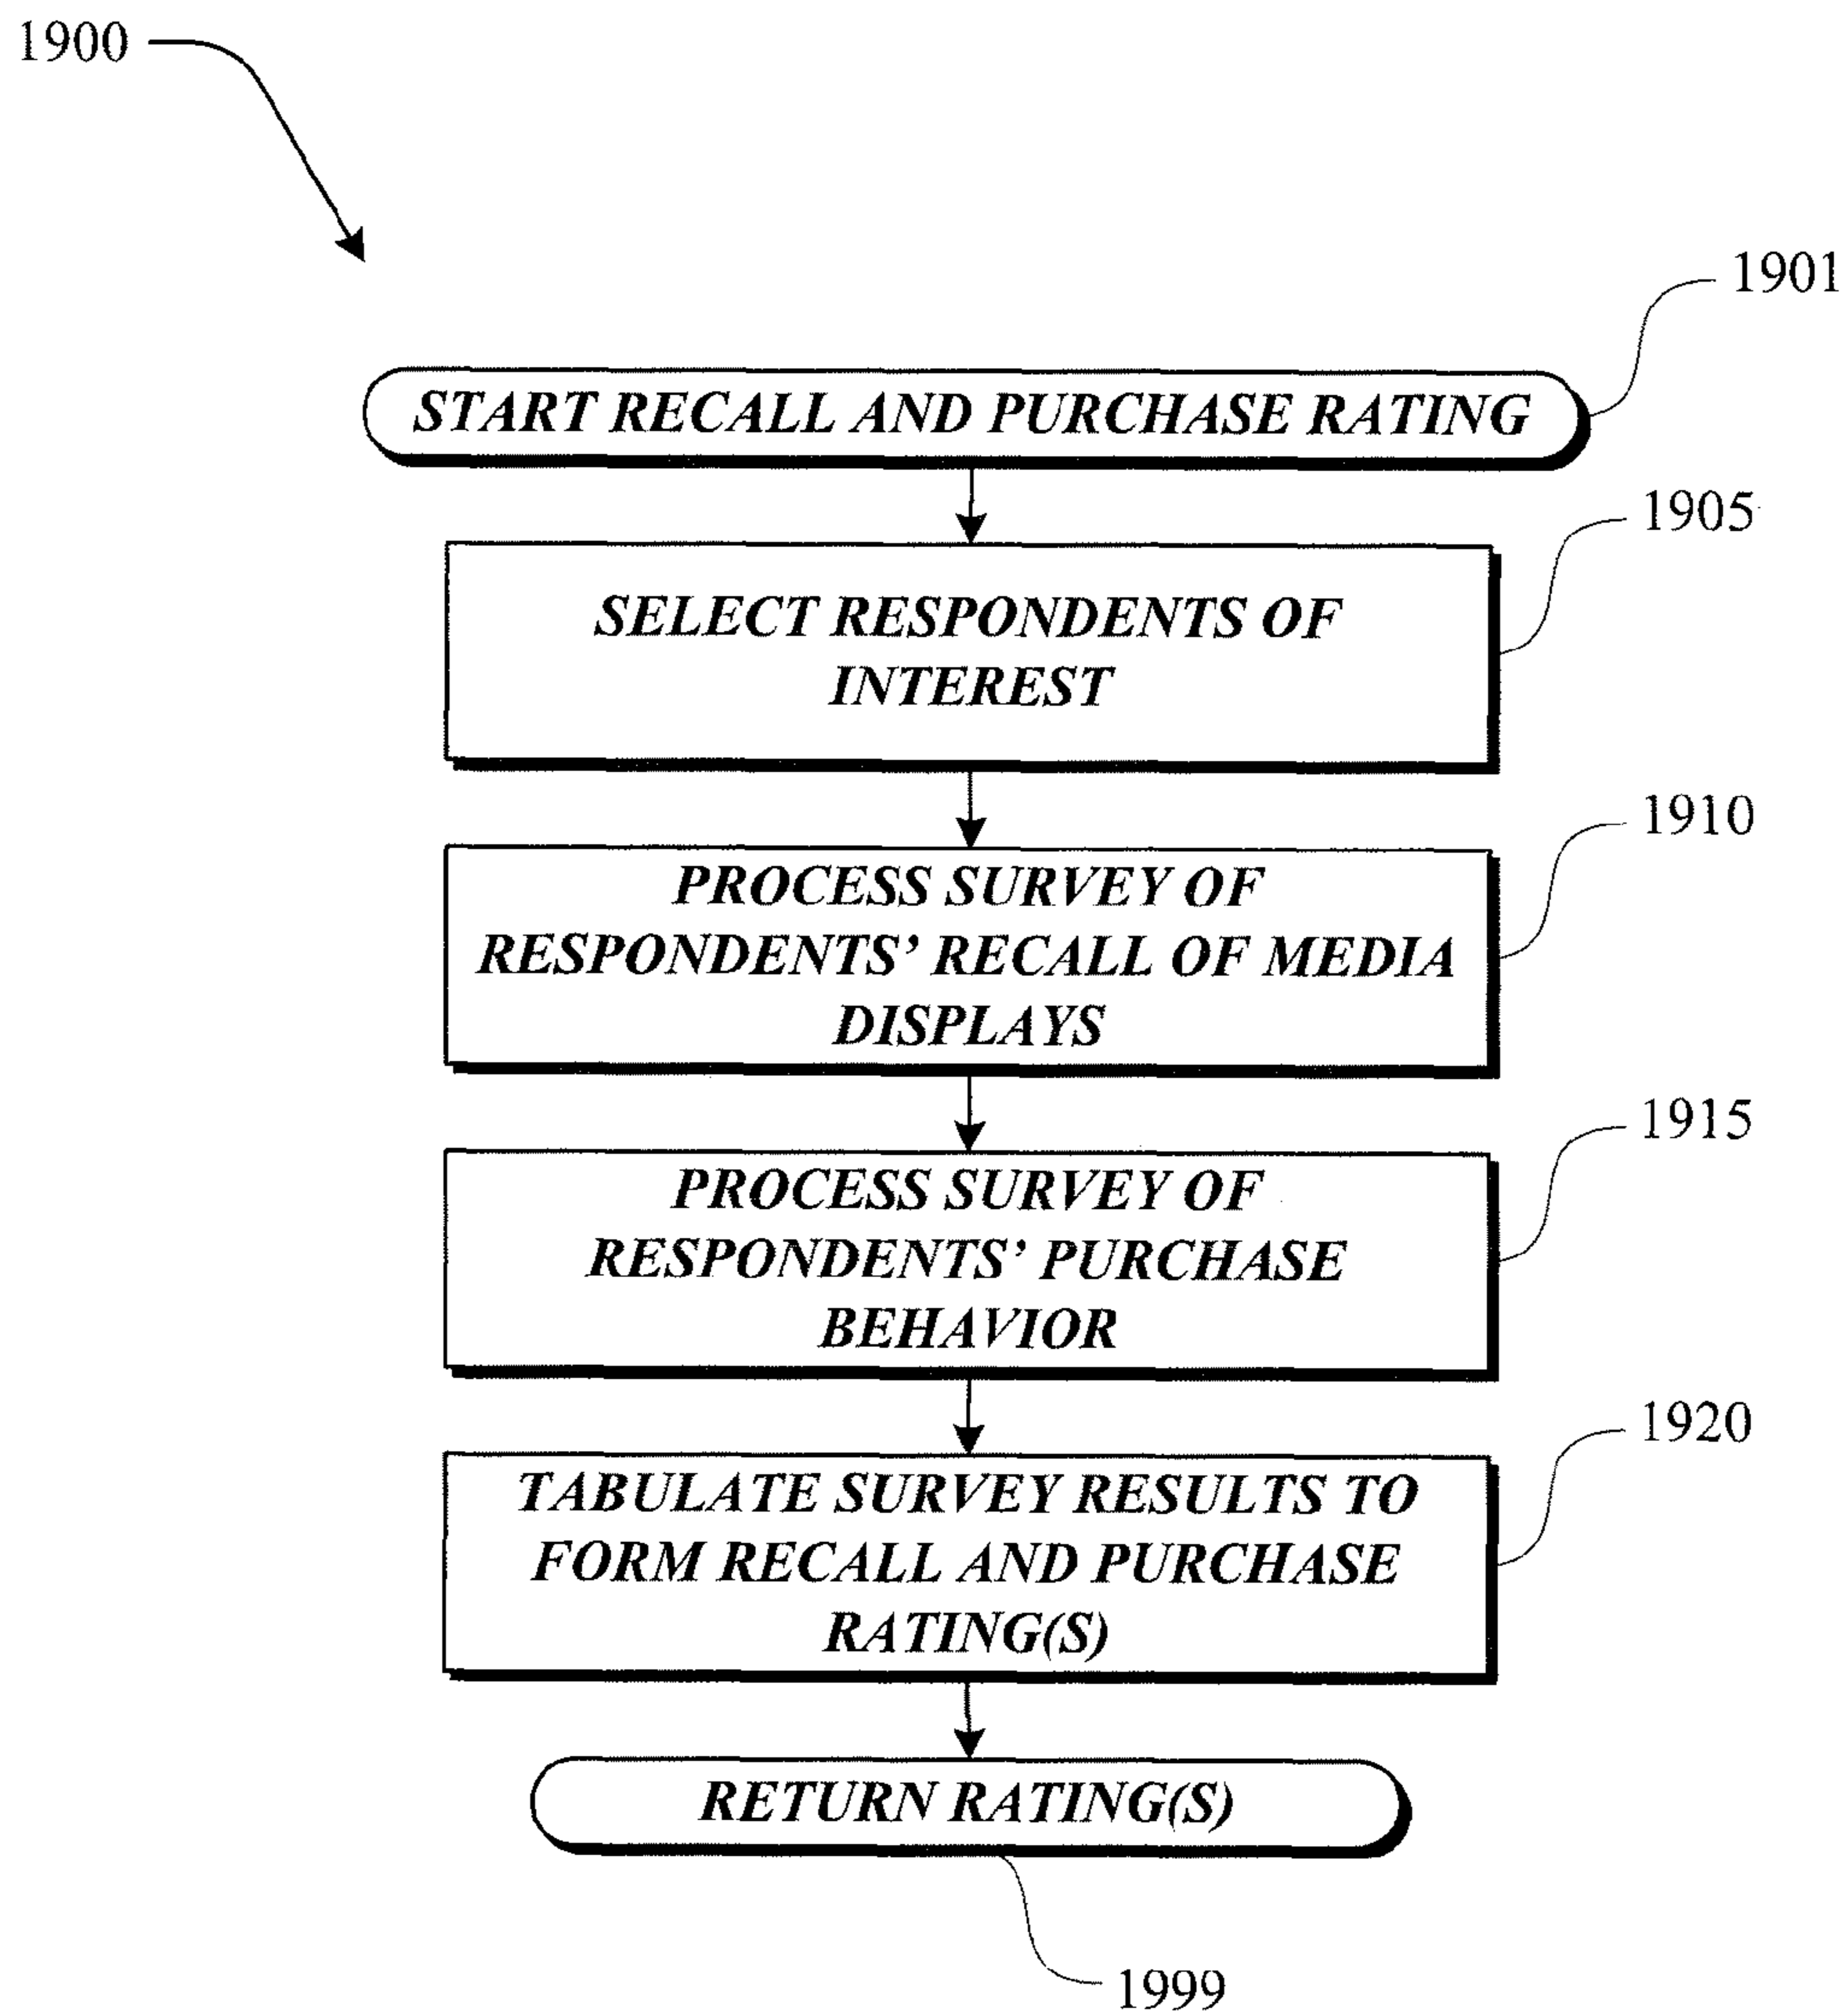 1900
1901
START RECALL AND PURCHASE RATING
1905
SELECT RESPONDENTS OF
INTEREST
1910
PROCESS SURVEY OF
RESPONDENTS’ RECALL OF MEDIA
DISPLAYS
1915
PROCESS SURVEY OF
RESPONDENTS’ PURCHASE
BEHAVIOR
1920
TABULATE SURVEY RESULTS TO
FORM RECALL AND PURCHASE
RATING(S)
RETURN RATING(S)
1999